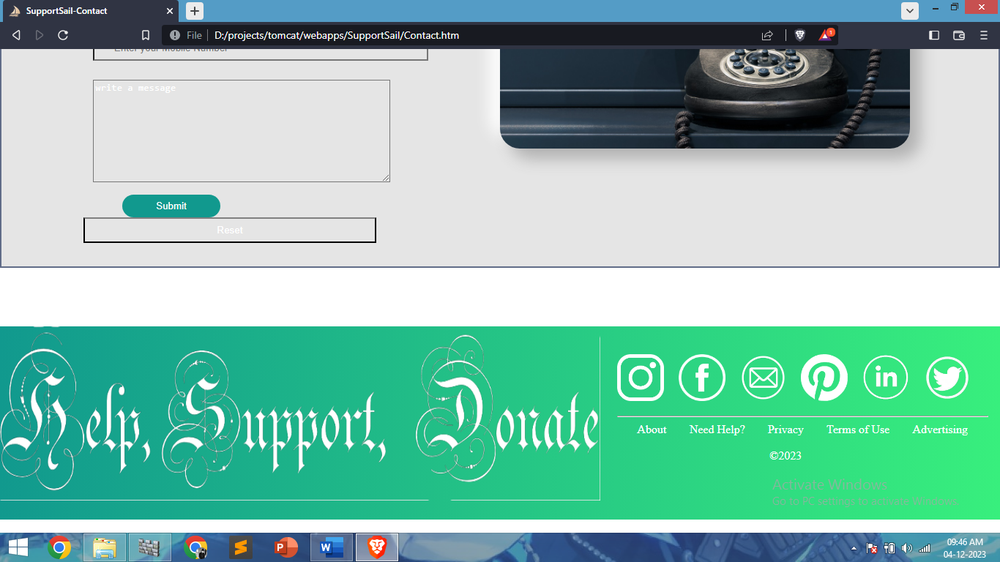 SupportSail-Contact
File D:/projects/tomcat/webapps/SupportSail/Contact.htm
1
Enter your Mobile Number
write a message
Submit
Reset
Help, Support, Donate
About Need Help? Privacy Terms of Use Advertising
©2023
Activate Windows
Go to PC settings to Activate Windows.
09:46 AM
04-12-2023